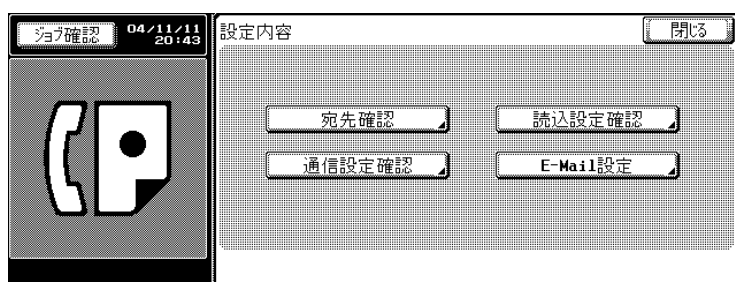 ジョブ確認 04/11/11
20:43
設定内容 閉じる
宛先確認 読込設定確認
通信設定確認 E-Mail設定